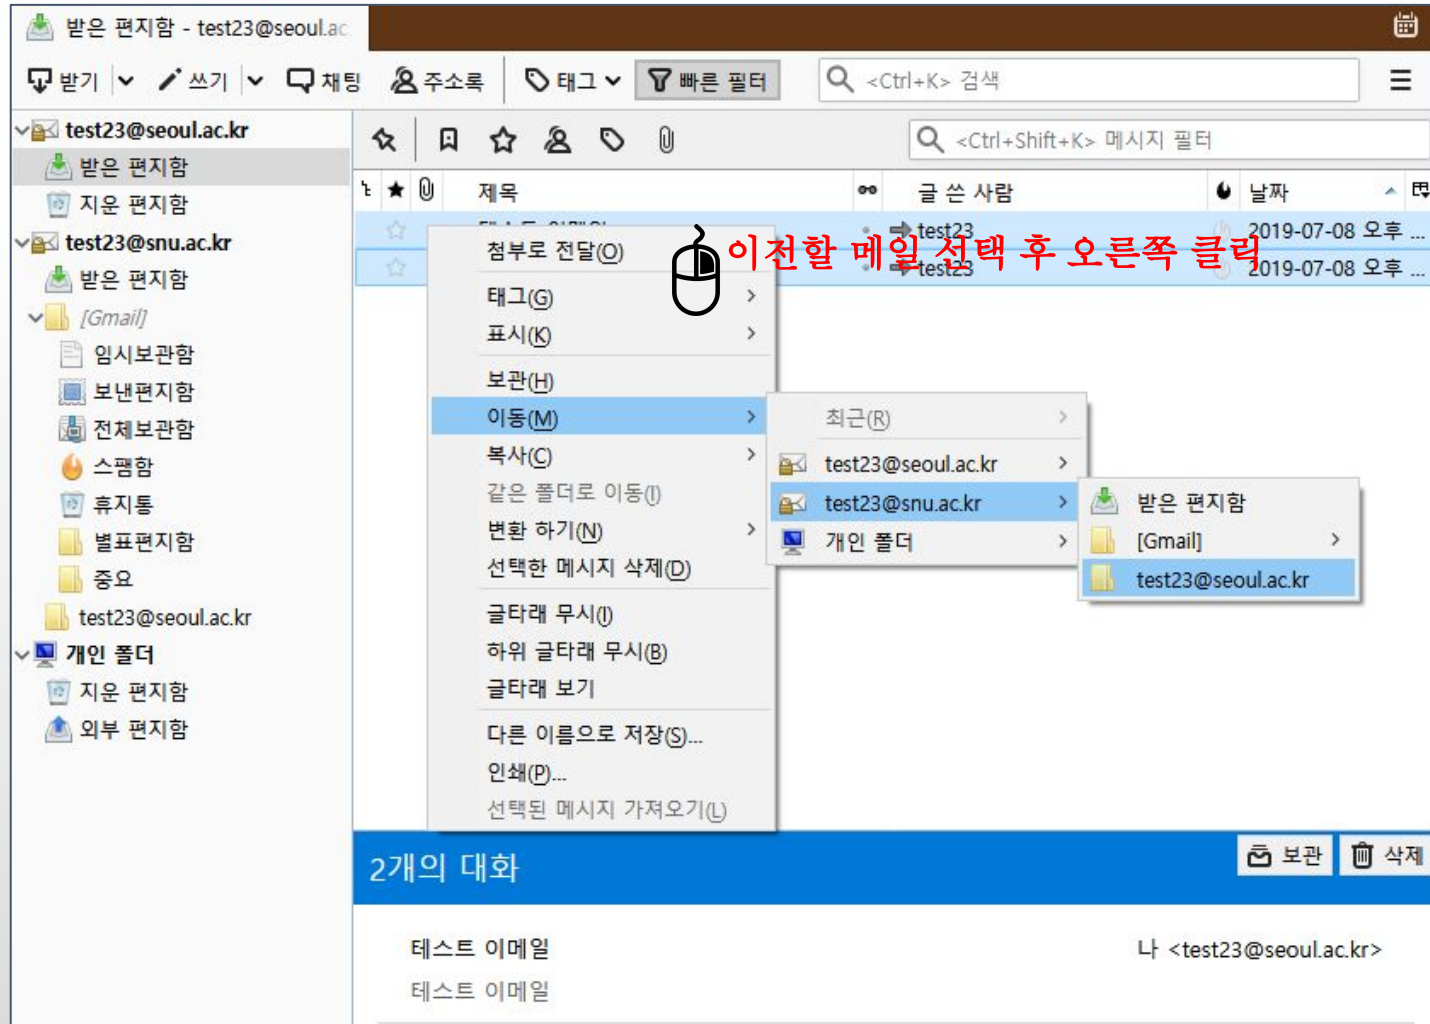 받은 편지함 - test23@seoul.ac
받기 쓰기 채팅 주소록 태그 빠른 필터 <Ctrl+K> 검색
test23@seoul.ac.kr
받은 편지함
지운 편지함
test23@snu.ac.kr
받은 편지함
[Gmail]
임시보관함
보낸편지함
전체보관함
스팸함
휴지통
별표편지함
중요
test23@seoul.ac.kr
개인 폴더
지운 편지함
외부 편지함
<Ctrl+Shift+K> 메시지 필터
제목 글 쓴 사람 날짜
test23 2019-07-08 오후 ...
test23 2019-07-08 오후 ...
이전할 메일 선택 후 오른쪽 클릭
첨부로 전달(O)
태그(G)
표시(K)
보관(H)
이동(M)
복사(C)
같은 폴더로 이동(I)
변환 하기(N)
선택한 메시지 삭제(D)
글타래 무시(I)
하위 글타래 무시(B)
글타래 보기
다른 이름으로 저장(S)...
인쇄(P)...
선택된 메시지 가져오기(L)
최근(R)
test23@seoul.ac.kr
test23@snu.ac.kr
개인 폴더
받은 편지함
[Gmail]
test23@seoul.ac.kr
2개의 대화
보관 삭제
테스트 이메일 나 <test23@seoul.ac.kr>
테스트 이메일